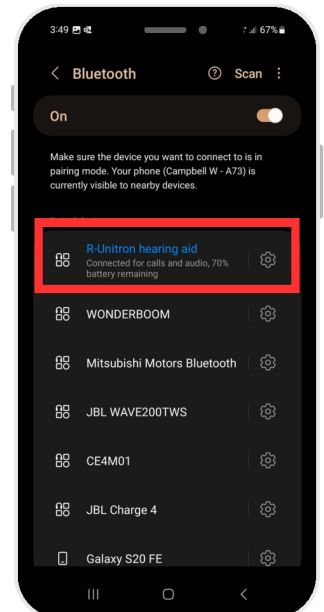 3:49 67%
Bluetooth Scan
On
Make sure the device you want to connect to is in
pairing mode. Your phone (Campbell W - A73) is
currently visible to nearby devices.
R-Unitron hearing aid
Connected for calls and audio, 70%
battery remaining
WONDERBOOM
Mitsubishi Motors Bluetooth
JBL WAVE200TWS
CE4M01
JBL Charge 4
Galaxy S20 FE